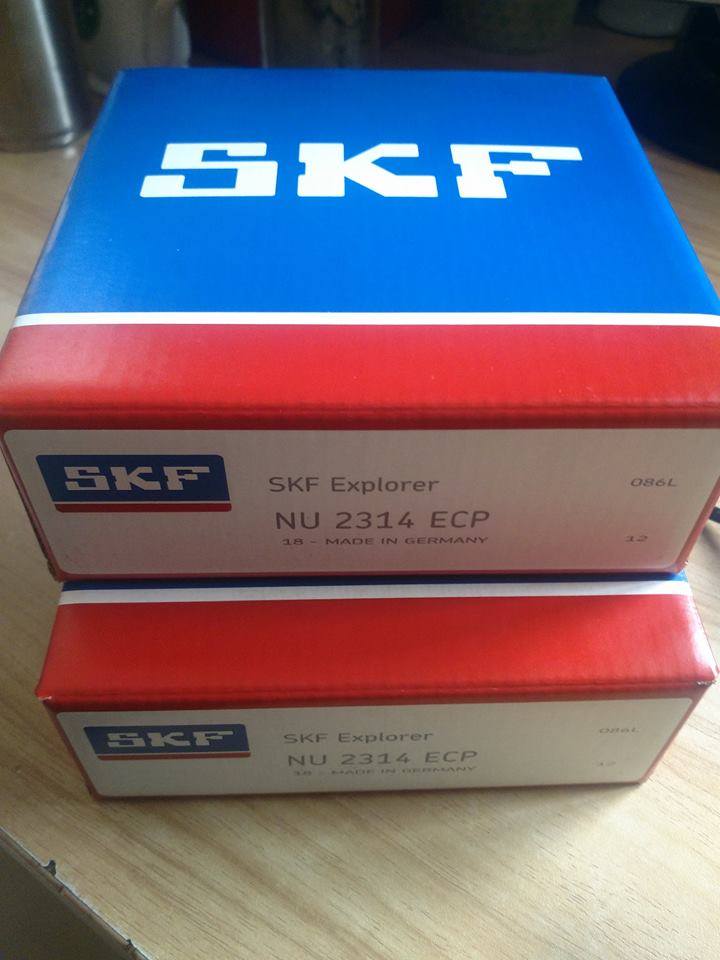 SKF
SKF
SKF Explorer
086L
NU 2314 ECP
18 - MADE IN GERMANY
12
SKF
SKF Explorer
086L
NU 2314 ECP
18 - MADE IN GERMANY
12